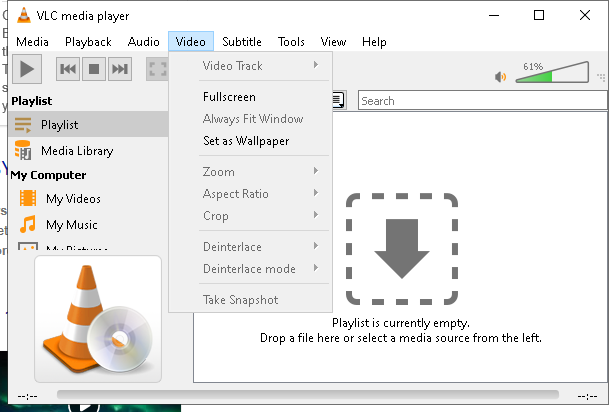 VLC media player
Media Playback Audio Video Subtitle Tools View Help
Video Track
Fullscreen
Always Fit Window
Set as Wallpaper
Zoom
Aspect Ratio
Crop
Deinterlace
Deinterlace mode
Take Snapshot
61%
Playlist
Search
Playlist
Media Library
My Computer
My Videos
My Music
My Pictures
Playlist is currently empty.
Drop a file here or select a media source from the left.
--:-- --:--